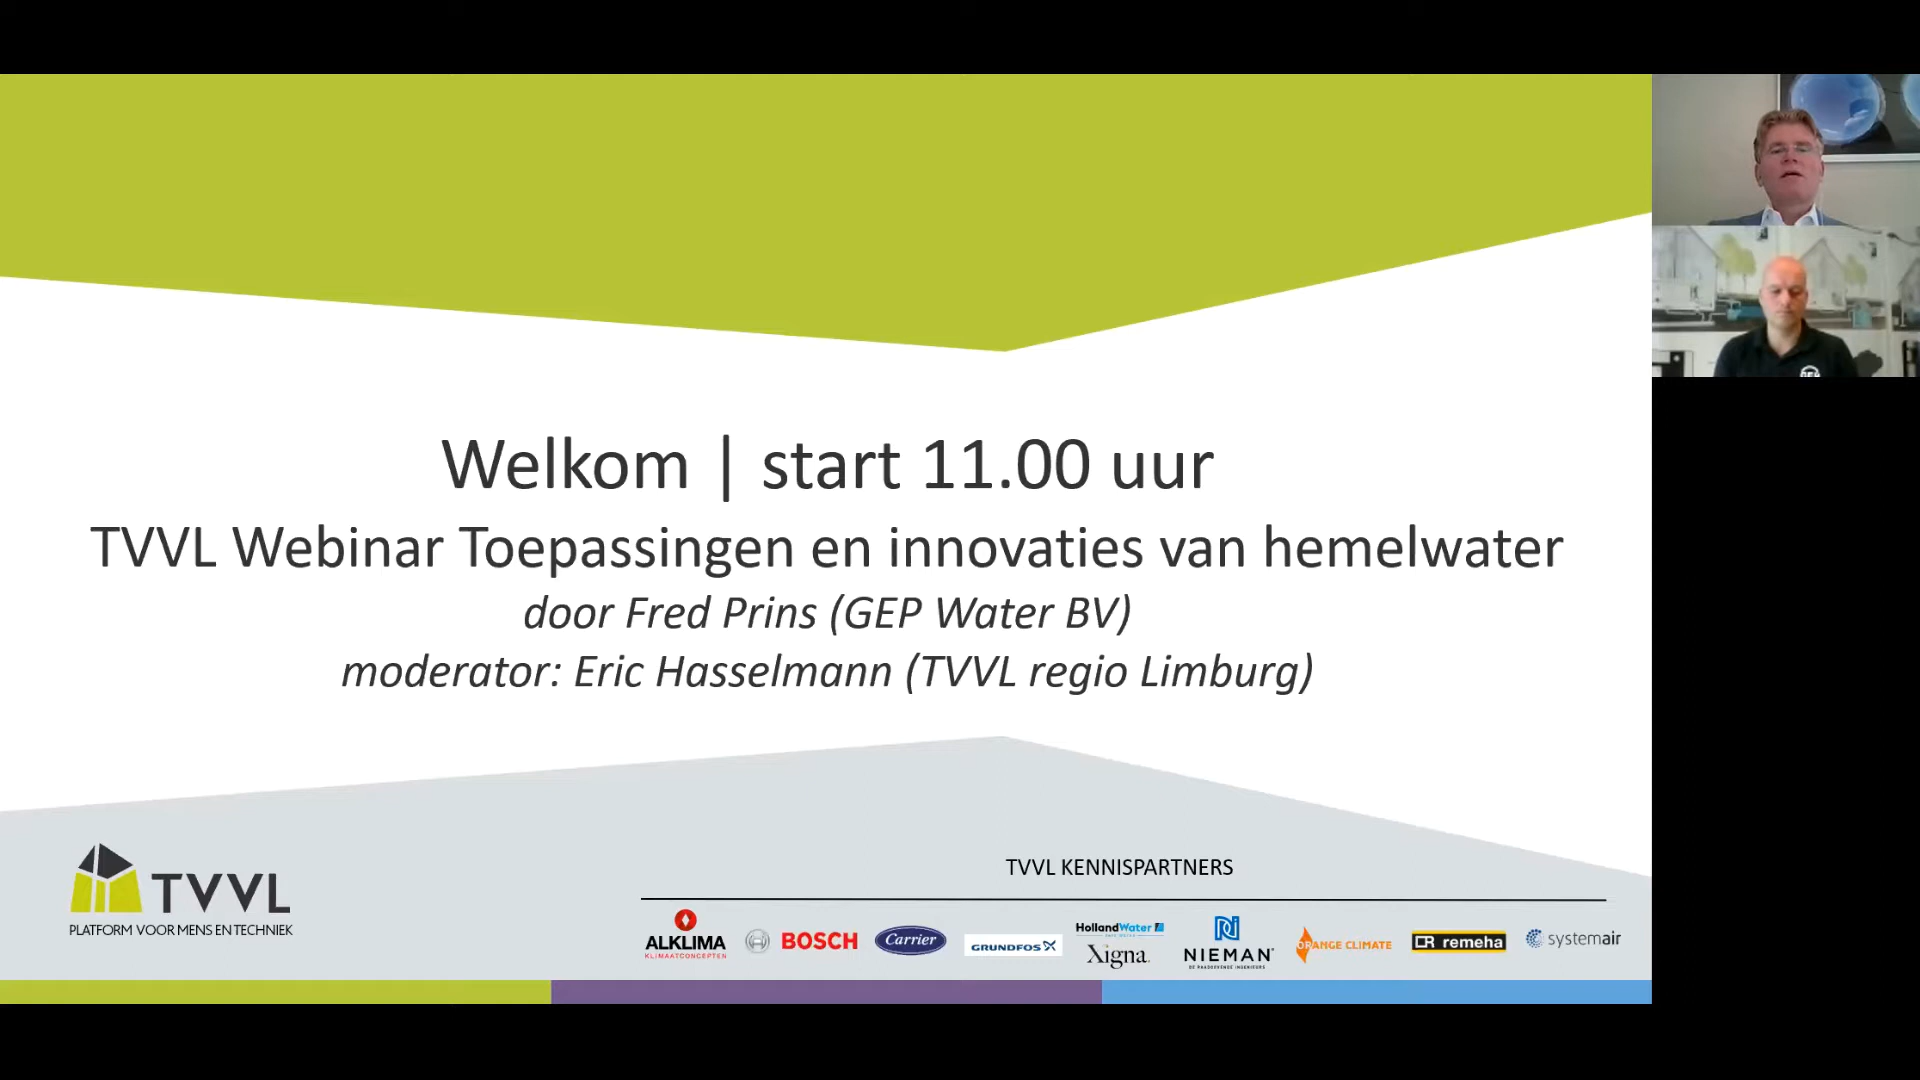 Welkom | start 11.00 uur
TVVL Webinar Toepassingen en innovaties van hemelwater
door Fred Prins (GEP Water BV)
moderator: Eric Hasselmann (TVVL regio Limburg)
TVVL
PLATFORM VOOR MENS EN TECHNIEK
TVVL KENNISPARTNERS
ALKLIMA
KLIMAATCONCEPTEN
BOSCH
Carrier
GRUNDFOS
HollandWater
Xigna.
NIEMAN
ORANGE CLIMATE
remeha
systemair